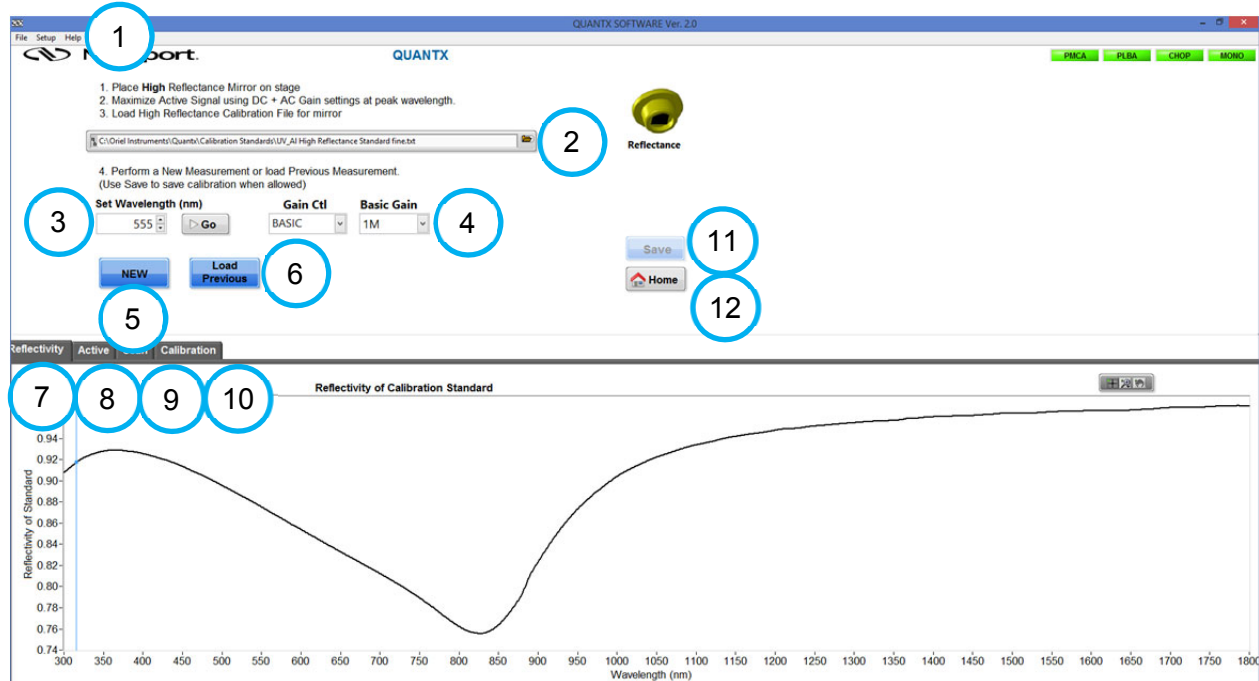 QUANTX SOFTWARE Ver. 2.0
File Setup Help
1
port.
QUANTX
PMCA PLBA CHOP MONO
1. Place High Reflectance Mirror on stage
2. Maximize Active Signal using DC + AC Gain settings at peak wavelength.
3. Load High Reflectance Calibration File for mirror
C:\Oriel Instruments\Quantx\Calibration Standards\UV_Al High Reflectance Standard fine.txt
2
Reflectance
4. Perform a New Measurement or load Previous Measurement.
(Use Save to save calibration when allowed)
Set Wavelength (nm) Gain Ctl Basic Gain
3
555 Go BASIC 1M
4
Save
11
NEW
Load
Previous
6
Home
12
5
Reflectivity Active Calibration
7 8 9 10
Reflectivity of Calibration Standard
0.94
0.92
0.90
0.88
0.86
0.84
0.82
0.80
0.78
0.76
0.74
Reflectivity of Standard
300 350 400 450 500 550 600 650 700 750 800 850 900 950 1000 1050 1100 1150 1200 1250 1300 1350 1400 1450 1500 1550 1600 1650 1700 1750 1800
Wavelength (nm)